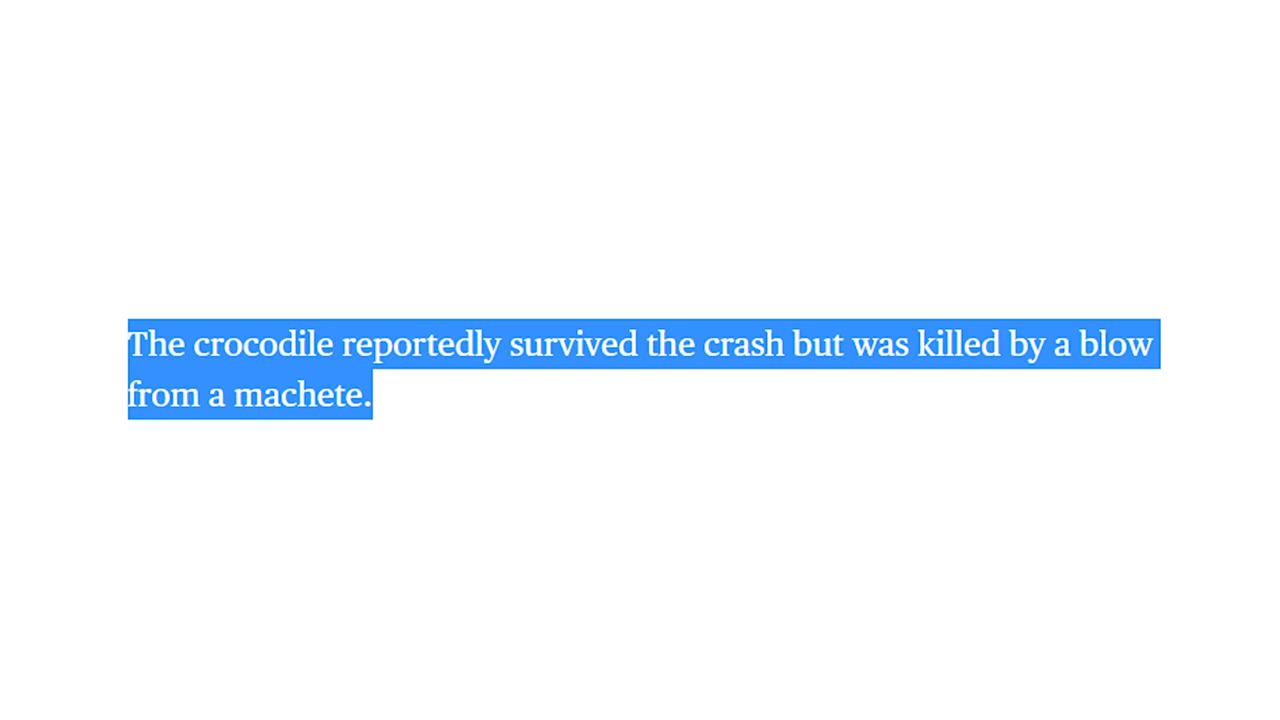 The crocodile reportedly survived the crash but was killed by a blow
from a machete.